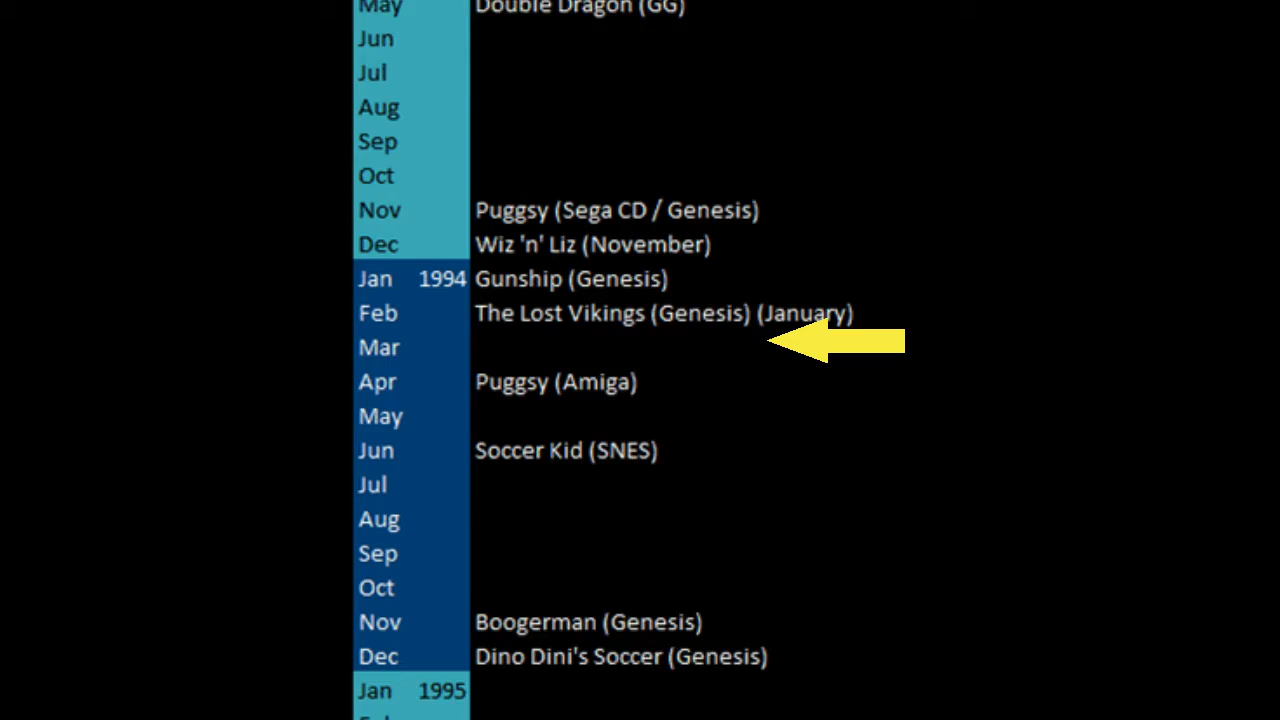 May Double Dragon (GG)
Jun
Jul
Aug
Sep
Oct
Nov Puggsy (Sega CD / Genesis)
Dec Wiz 'n' Liz (November)
Jan 1994 Gunship (Genesis)
Feb The Lost Vikings (Genesis) (January)
Mar
Apr Puggsy (Amiga)
May
Jun Soccer Kid (SNES)
Jul
Aug
Sep
Oct
Nov Boogerman (Genesis)
Dec Dino Dini's Soccer (Genesis)
Jan 1995